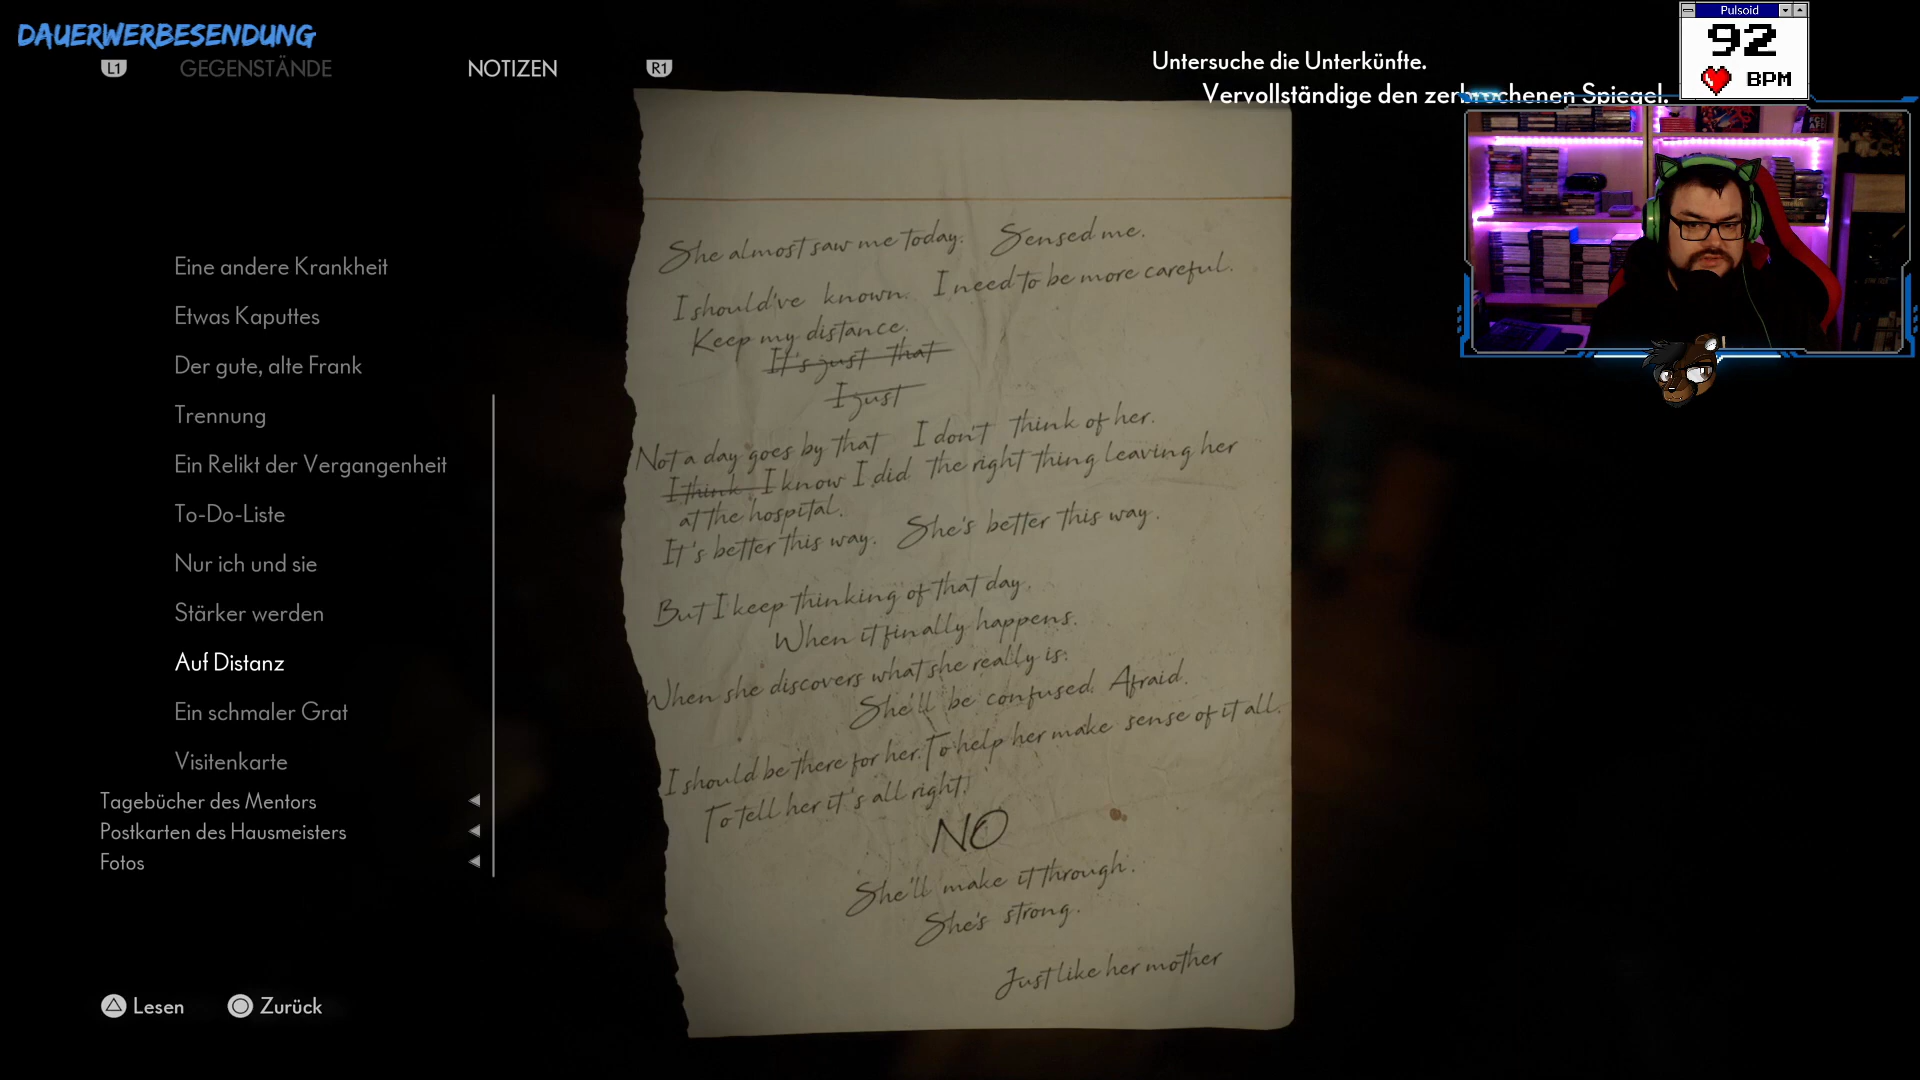 DAUERWERBESENDUNG
L1 GEGENSTÄNDE NOTIZEN R1
Untersuche die Unterkünfte.
Vervollständige den zerbrochenen Spiegel.
Pulsoid
92
BPM
Eine andere Krankheit
Etwas Kaputtes
Der gute, alte Frank
Trennung
Ein Relikt der Vergangenheit
To-Do-Liste
Nur ich und sie
Stärker werden
Auf Distanz
Ein schmaler Grat
Visitenkarte
Tagebücher des Mentors
Postkarten des Hausmeisters
Fotos
Lesen Zurück
She almost saw me today. Sensed me.
I should've known. I need to be more careful.
Keep my distance.
It's just that
I just
Not a day goes by that I don't think of her.
I think I know I did the right thing leaving her
at the hospital.
It's better this way. She's better this way.
But I keep thinking of that day.
When it finally happens.
When she discovers what she really is.
She'll be confused. Afraid.
I should be there for her. To help her make sense of it all.
To tell her it's all right.
NO
She'll make it through.
She's strong.
Just like her mother